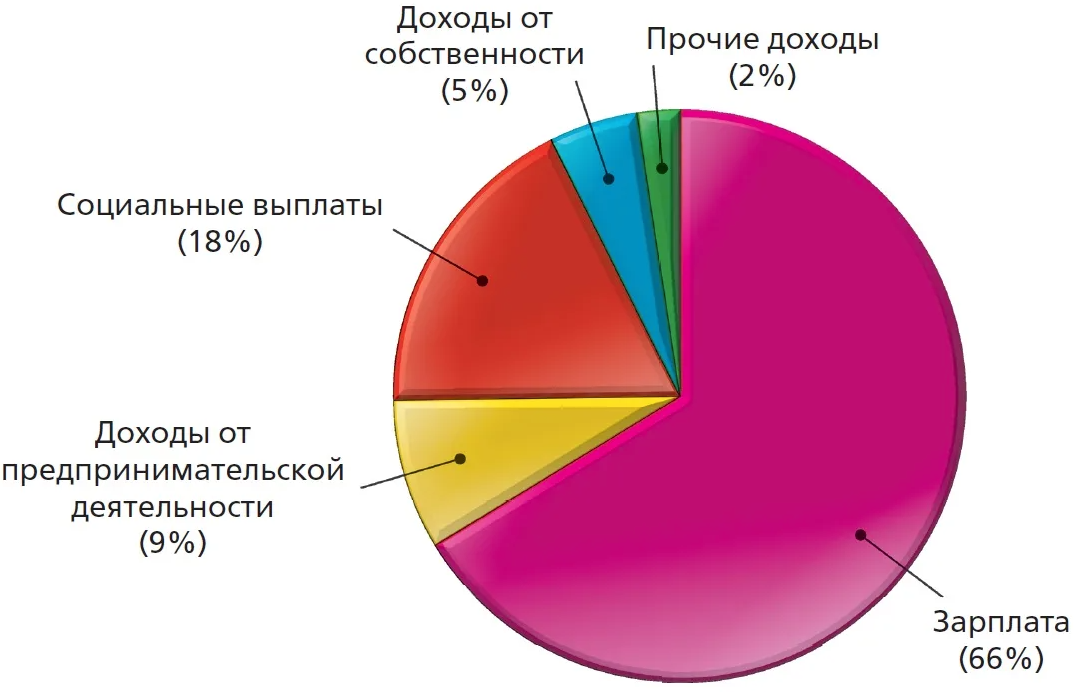 Доходы от
собственности
(5%)
Прочие доходы
(2%)
Социальные выплаты
(18%)
Доходы от
предпринимательской
деятельности
(9%)
Зарплата
(66%)